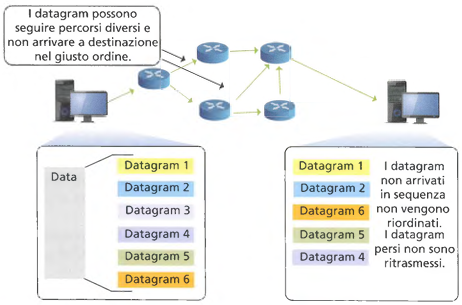 I datagram possono
seguire percorsi diversi e
non arrivare a destinazione
nel giusto ordine.
Data
Datagram 1
Datagram 2
Datagram 3
Datagram 4
Datagram 5
Datagram 6
Datagram 1
Datagram 2
Datagram 6
Datagram 5
Datagram 4
I datagram
non arrivati
in sequenza
non vengono
riordinati.
I datagram
persi non sono
ritrasmessi.